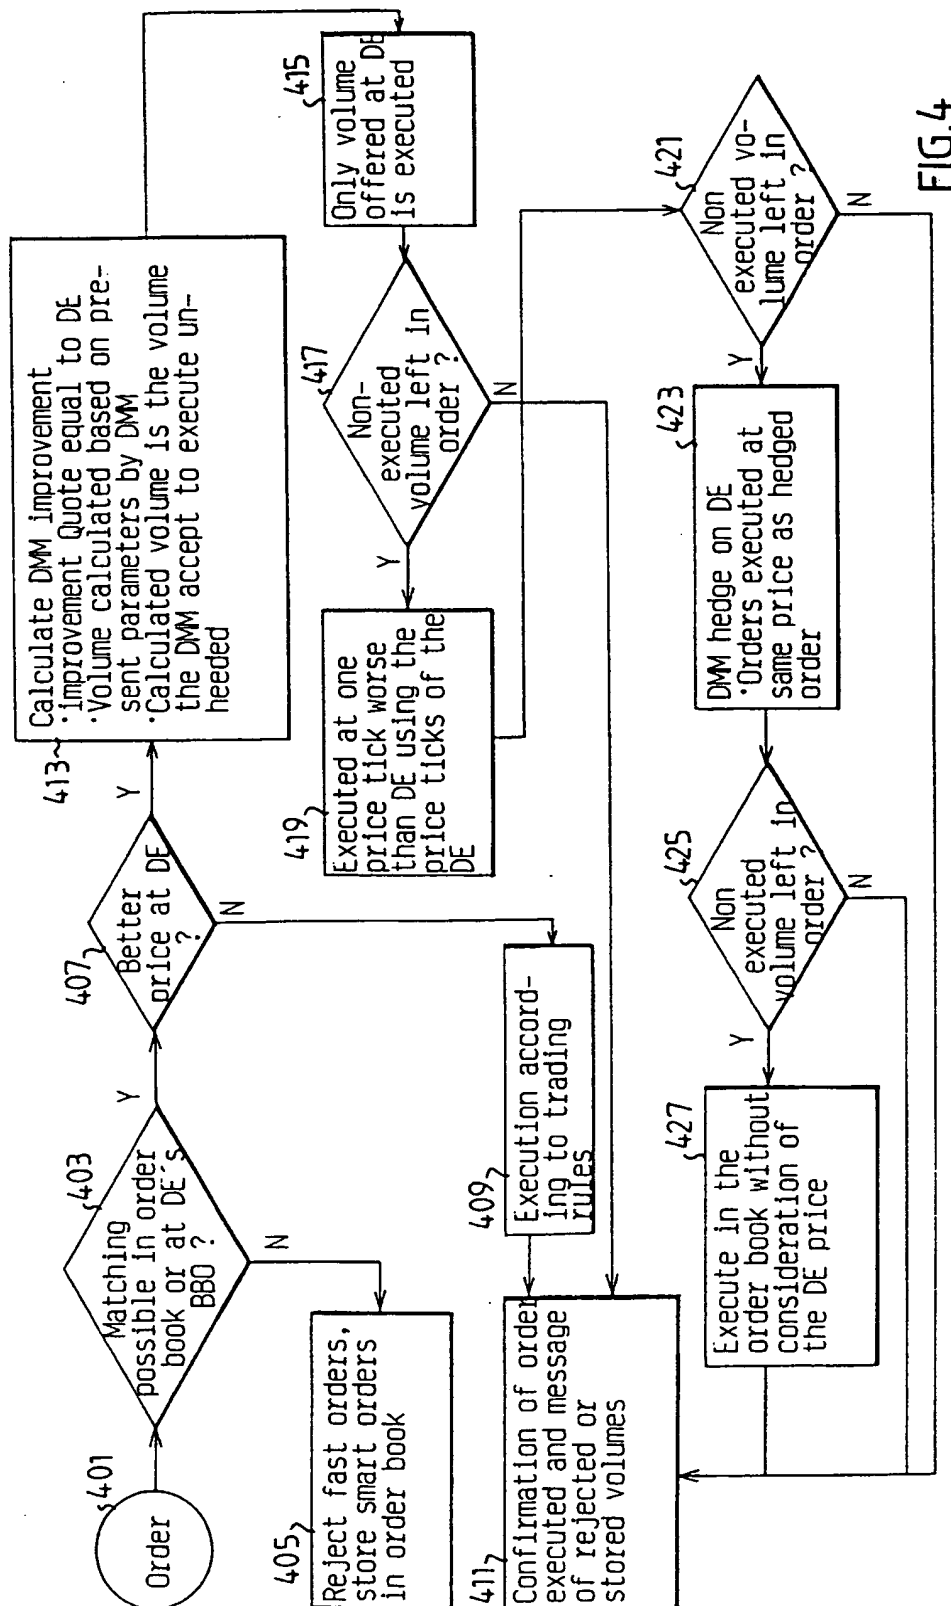 401
Order
403
Matching
possible in order
book or at DE´s
BBO ?
Y
N
405
Reject fast orders,
store smart orders
in order book
407
Better
price at DE
?
Y
N
409
Execution accord-
ing to trading
rules
411
Confirmation of order
executed and message
of rejected or
stored volumes
413
Calculate DMM improvement
·improvement Quote equal to DE
·Volume calculated based on pre-
sent parameters by DMM
·Calculated volume is the volume
the DMM accept to execute un-
heeded
415
Only volume
offered at DE
is executed
417
Non-
executed
volume left in
order ?
Y
N
419
Executed at one
price tick worse
than DE using the
price ticks of the
DE
421
Non
executed vo-
lume left in
order ?
Y
N
423
DMM hedge on DE
·Orders executed at
same price as hedged
order
425
Non
executed
volume left in
order ?
Y
N
427
Execute in the
order book without
consideration of
the DE price
FIG.4